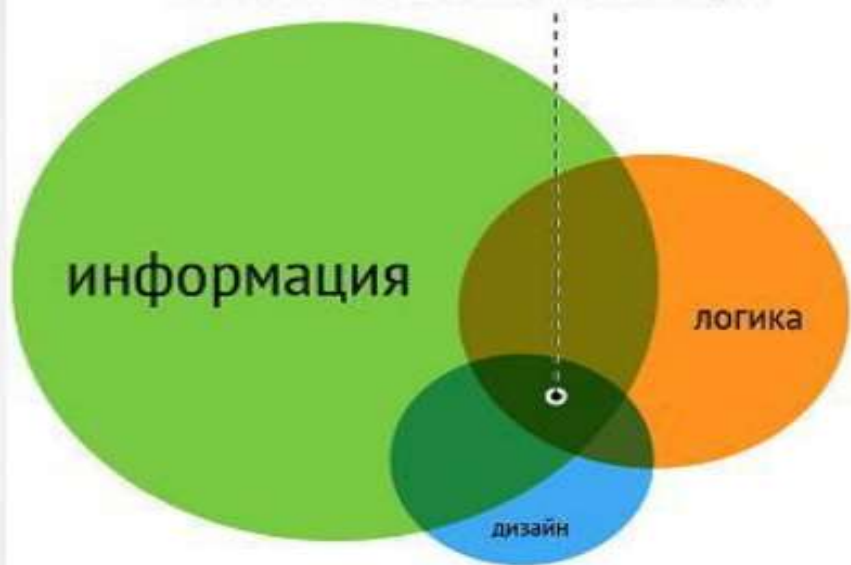 информация
логика
дизайн